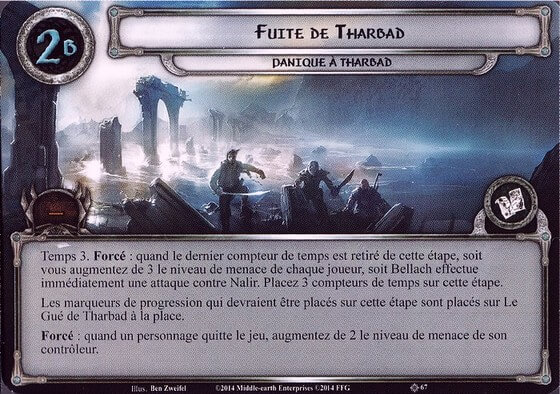 2B
FUITE DE THARBAD
PANIQUE À THARBAD
Temps 3. Forcé : quand le dernier compteur de temps est retiré de cette étape, soit
vous augmentez de 3 le niveau de menace de chaque joueur, soit Bellach effectue
immédiatement une attaque contre Nalir. Placez 3 compteurs de temps sur cette étape.
Les marqueurs de progression qui devraient être placés sur cette étape sont placés sur Le
Gué de Tharbad à la place.
Forcé : quand un personnage quitte le jeu, augmentez de 2 le niveau de menace de son
contrôleur.
Illus. Ben Zweifel ©2014 Middle-earth Enterprises ©2014 FFG 67